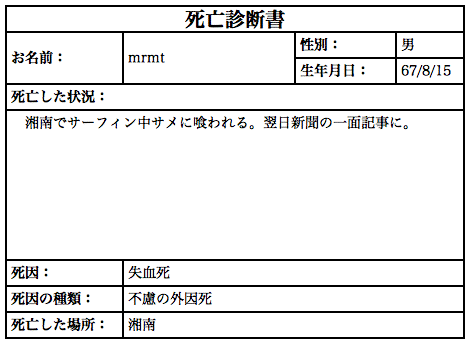 死亡診断書
お名前： mrmt 性別： 男
生年月日： 67/8/15
死亡した状況：
湘南でサーフィン中サメに喰われる。翌日新聞の一面記事に。
死因： 失血死
死因の種類： 不慮の外因死
死亡した場所： 湘南